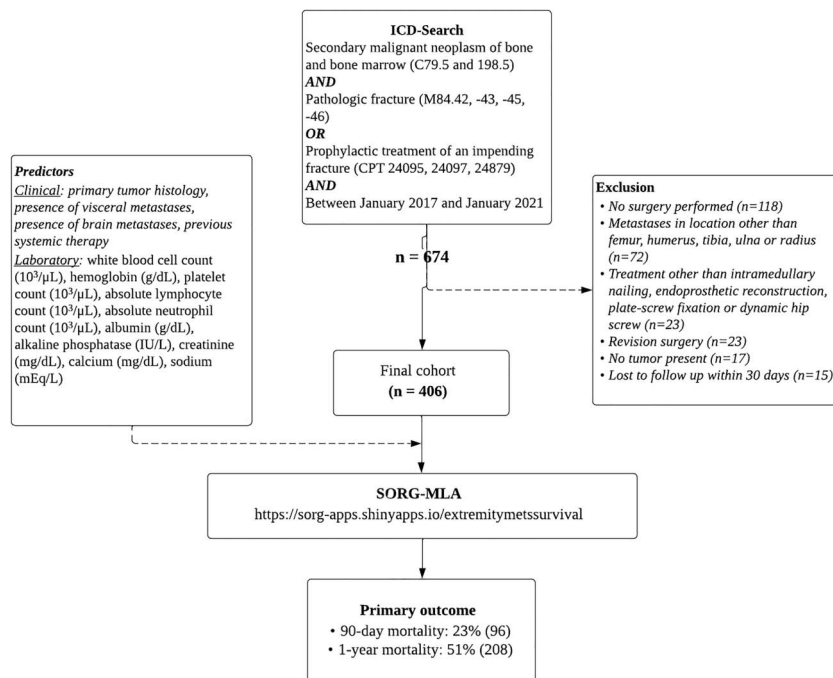 ICD-Search
Secondary malignant neoplasm of bone
and bone marrow (C79.5 and 198.5)
AND
Pathologic fracture (M84.42, -43, -45,
-46)
OR
Prophylactic treatment of an impending
fracture (CPT 24095, 24097, 24879)
AND
Between January 2017 and January 2021
n = 674
Predictors
Clinical: primary tumor histology,
presence of visceral metastases,
presence of brain metastases, previous
systemic therapy
Laboratory: white blood cell count
(10³/µL), hemoglobin (g/dL), platelet
count (10³/µL), absolute lymphocyte
count (10³/µL), absolute neutrophil
count (10³/µL), albumin (g/dL),
alkaline phosphatase (IU/L), creatinine
(mg/dL), calcium (mg/dL), sodium
(mEq/L)
Exclusion
• No surgery performed (n=118)
• Metastases in location other than
femur, humerus, tibia, ulna or radius
(n=72)
• Treatment other than intramedullary
nailing, endoprosthetic reconstruction,
plate-screw fixation or dynamic hip
screw (n=23)
• Revision surgery (n=23)
• No tumor present (n=17)
• Lost to follow up within 30 days (n=15)
Final cohort
(n = 406)
SORG-MLA
https://sorg-apps.shinyapps.io/extremitymetssurvival
Primary outcome
• 90-day mortality: 23% (96)
• 1-year mortality: 51% (208)